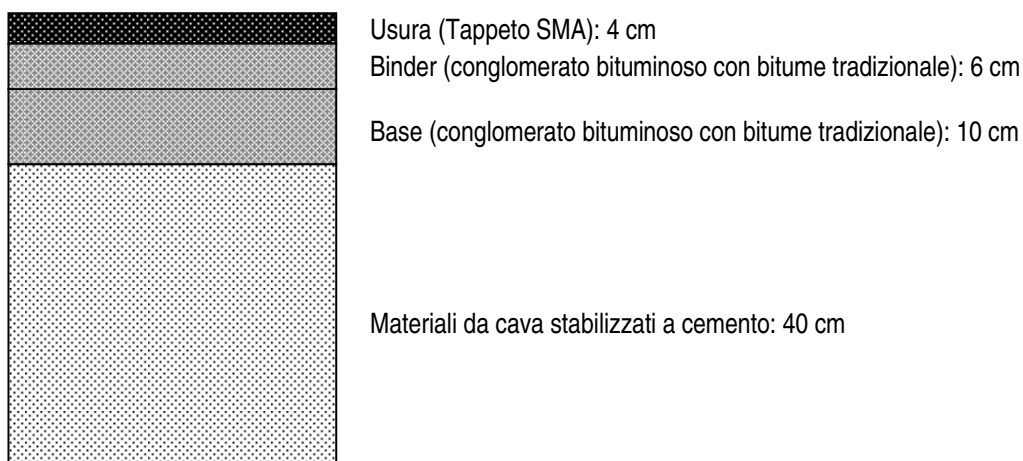 Usura (Tappeto SMA): 4 cm
Binder (conglomerato bituminoso con bitume tradizionale): 6 cm
Base (conglomerato bituminoso con bitume tradizionale): 10 cm
Materiali da cava stabilizzati a cemento: 40 cm